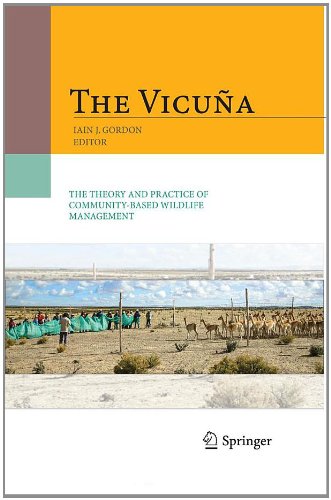 THE VICUÑA
IAIN J. GORDON
EDITOR
THE THEORY AND PRACTICE OF
COMMUNITY-BASED WILDLIFE
MANAGEMENT
Springer